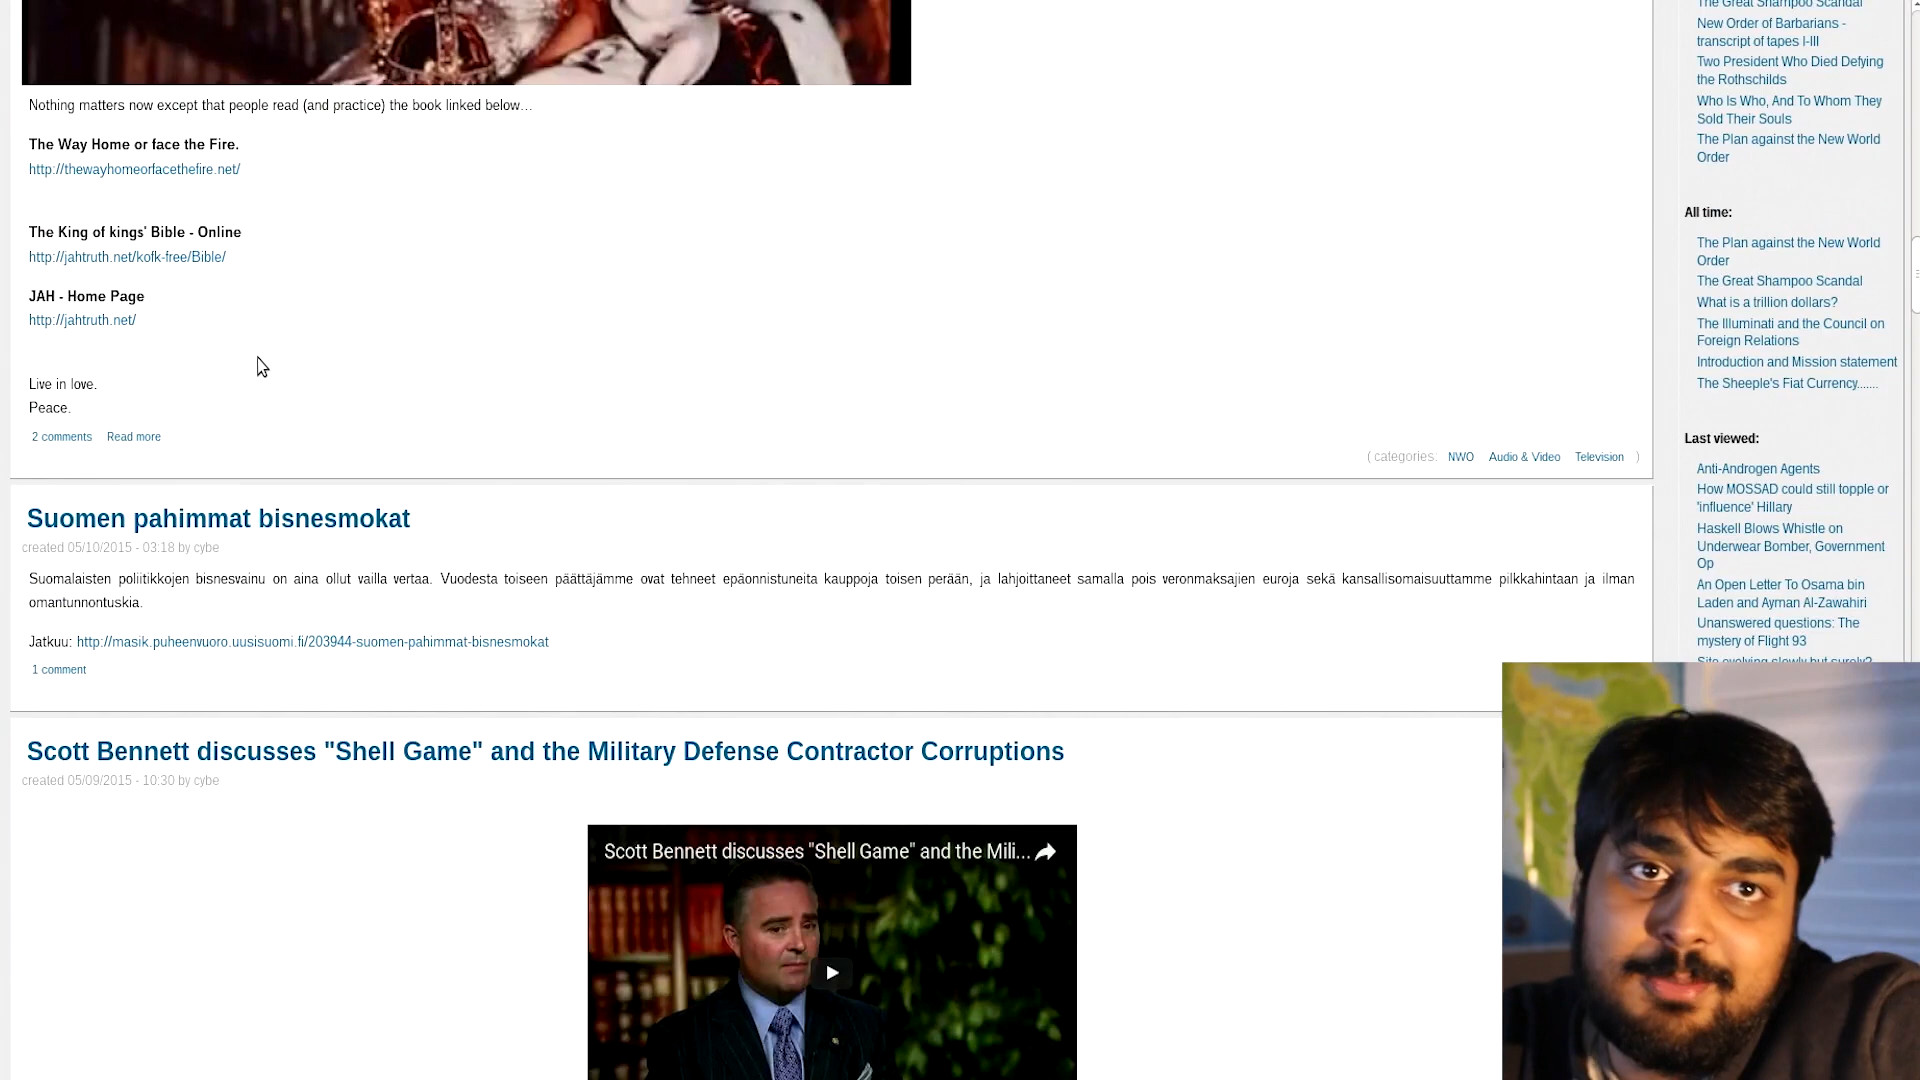 Nothing matters now except that people read (and practice) the book linked below…
The Way Home or face the Fire.
http://thewayhomeorfacethefire.net/
The King of kings' Bible - Online
http://jahtruth.net/kofk-free/Bible/
JAH - Home Page
http://jahtruth.net/
Live in love.
Peace.
2 comments Read more
( categories: NWO Audio & Video Television )
Suomen pahimmat bisnesmokat
created 05/10/2015 - 03:18 by cybe
Suomalaisten poliitikkojen bisnesvainu on aina ollut vailla vertaa. Vuodesta toiseen päättäjämme ovat tehneet epäonnistuneita kauppoja toisen perään, ja lahjoittaneet samalla pois veronmaksajien euroja sekä kansallisomaisuuttamme pilkkahintaan ja ilman
omantunnontuskia.
Jatkuu: http://masik.puheenvuoro.uusisuomi.fi/203944-suomen-pahimmat-bisnesmokat
1 comment
Scott Bennett discusses "Shell Game" and the Military Defense Contractor Corruptions
created 05/09/2015 - 10:30 by cybe
Scott Bennett discusses "Shell Game" and the Mili...
The Great Shampoo Scandal
New Order of Barbarians -
transcript of tapes I-III
Two President Who Died Defying
the Rothschilds
Who Is Who, And To Whom They
Sold Their Souls
The Plan against the New World
Order
All time:
The Plan against the New World
Order
The Great Shampoo Scandal
What is a trillion dollars?
The Illuminati and the Council on
Foreign Relations
Introduction and Mission statement
The Sheeple's Fiat Currency.......
Last viewed:
Anti-Androgen Agents
How MOSSAD could still topple or
'influence' Hillary
Haskell Blows Whistle on
Underwear Bomber, Government
Op
An Open Letter To Osama bin
Laden and Ayman Al-Zawahiri
Unanswered questions: The
mystery of Flight 93
Site evolving slowly but surely?